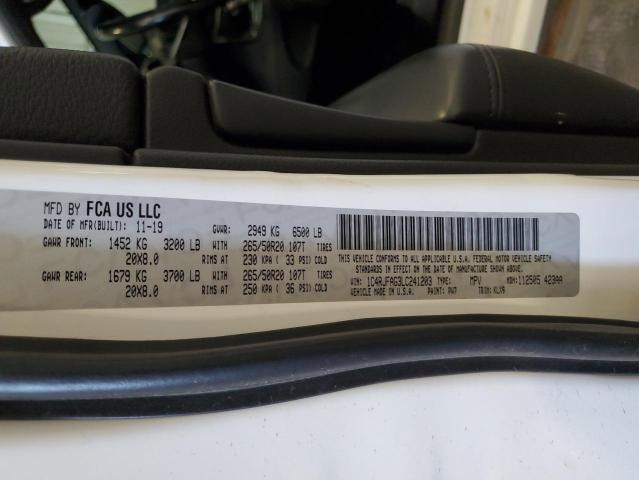 MFD BY FCA US LLC
DATE OF MFR(BUILT): 11-19 GVWR: 2949 KG 6500 LB
GAWR FRONT: 1452 KG 3200 LB WITH 265/50R20 107T TIRES
20X8.0 RIMS AT 230 KPA ( 33 PSI) COLD
GAWR REAR: 1679 KG 3700 LB WITH 265/50R20 107T TIRES
20X8.0 RIMS AT 250 KPA ( 36 PSI) COLD
THIS VEHICLE CONFORMS TO ALL APPLICABLE U.S.A. FEDERAL MOTOR VEHICLE SAFETY
STANDARDS IN EFFECT ON THE DATE OF MANUFACTURE SHOWN ABOVE.
VIN: 1C4RJFAG3LC241203 TYPE: MPV MDH: 112505 423AA
VEHICLE MADE IN U.S.A. PAINT: PW7 TRIM: KLX9